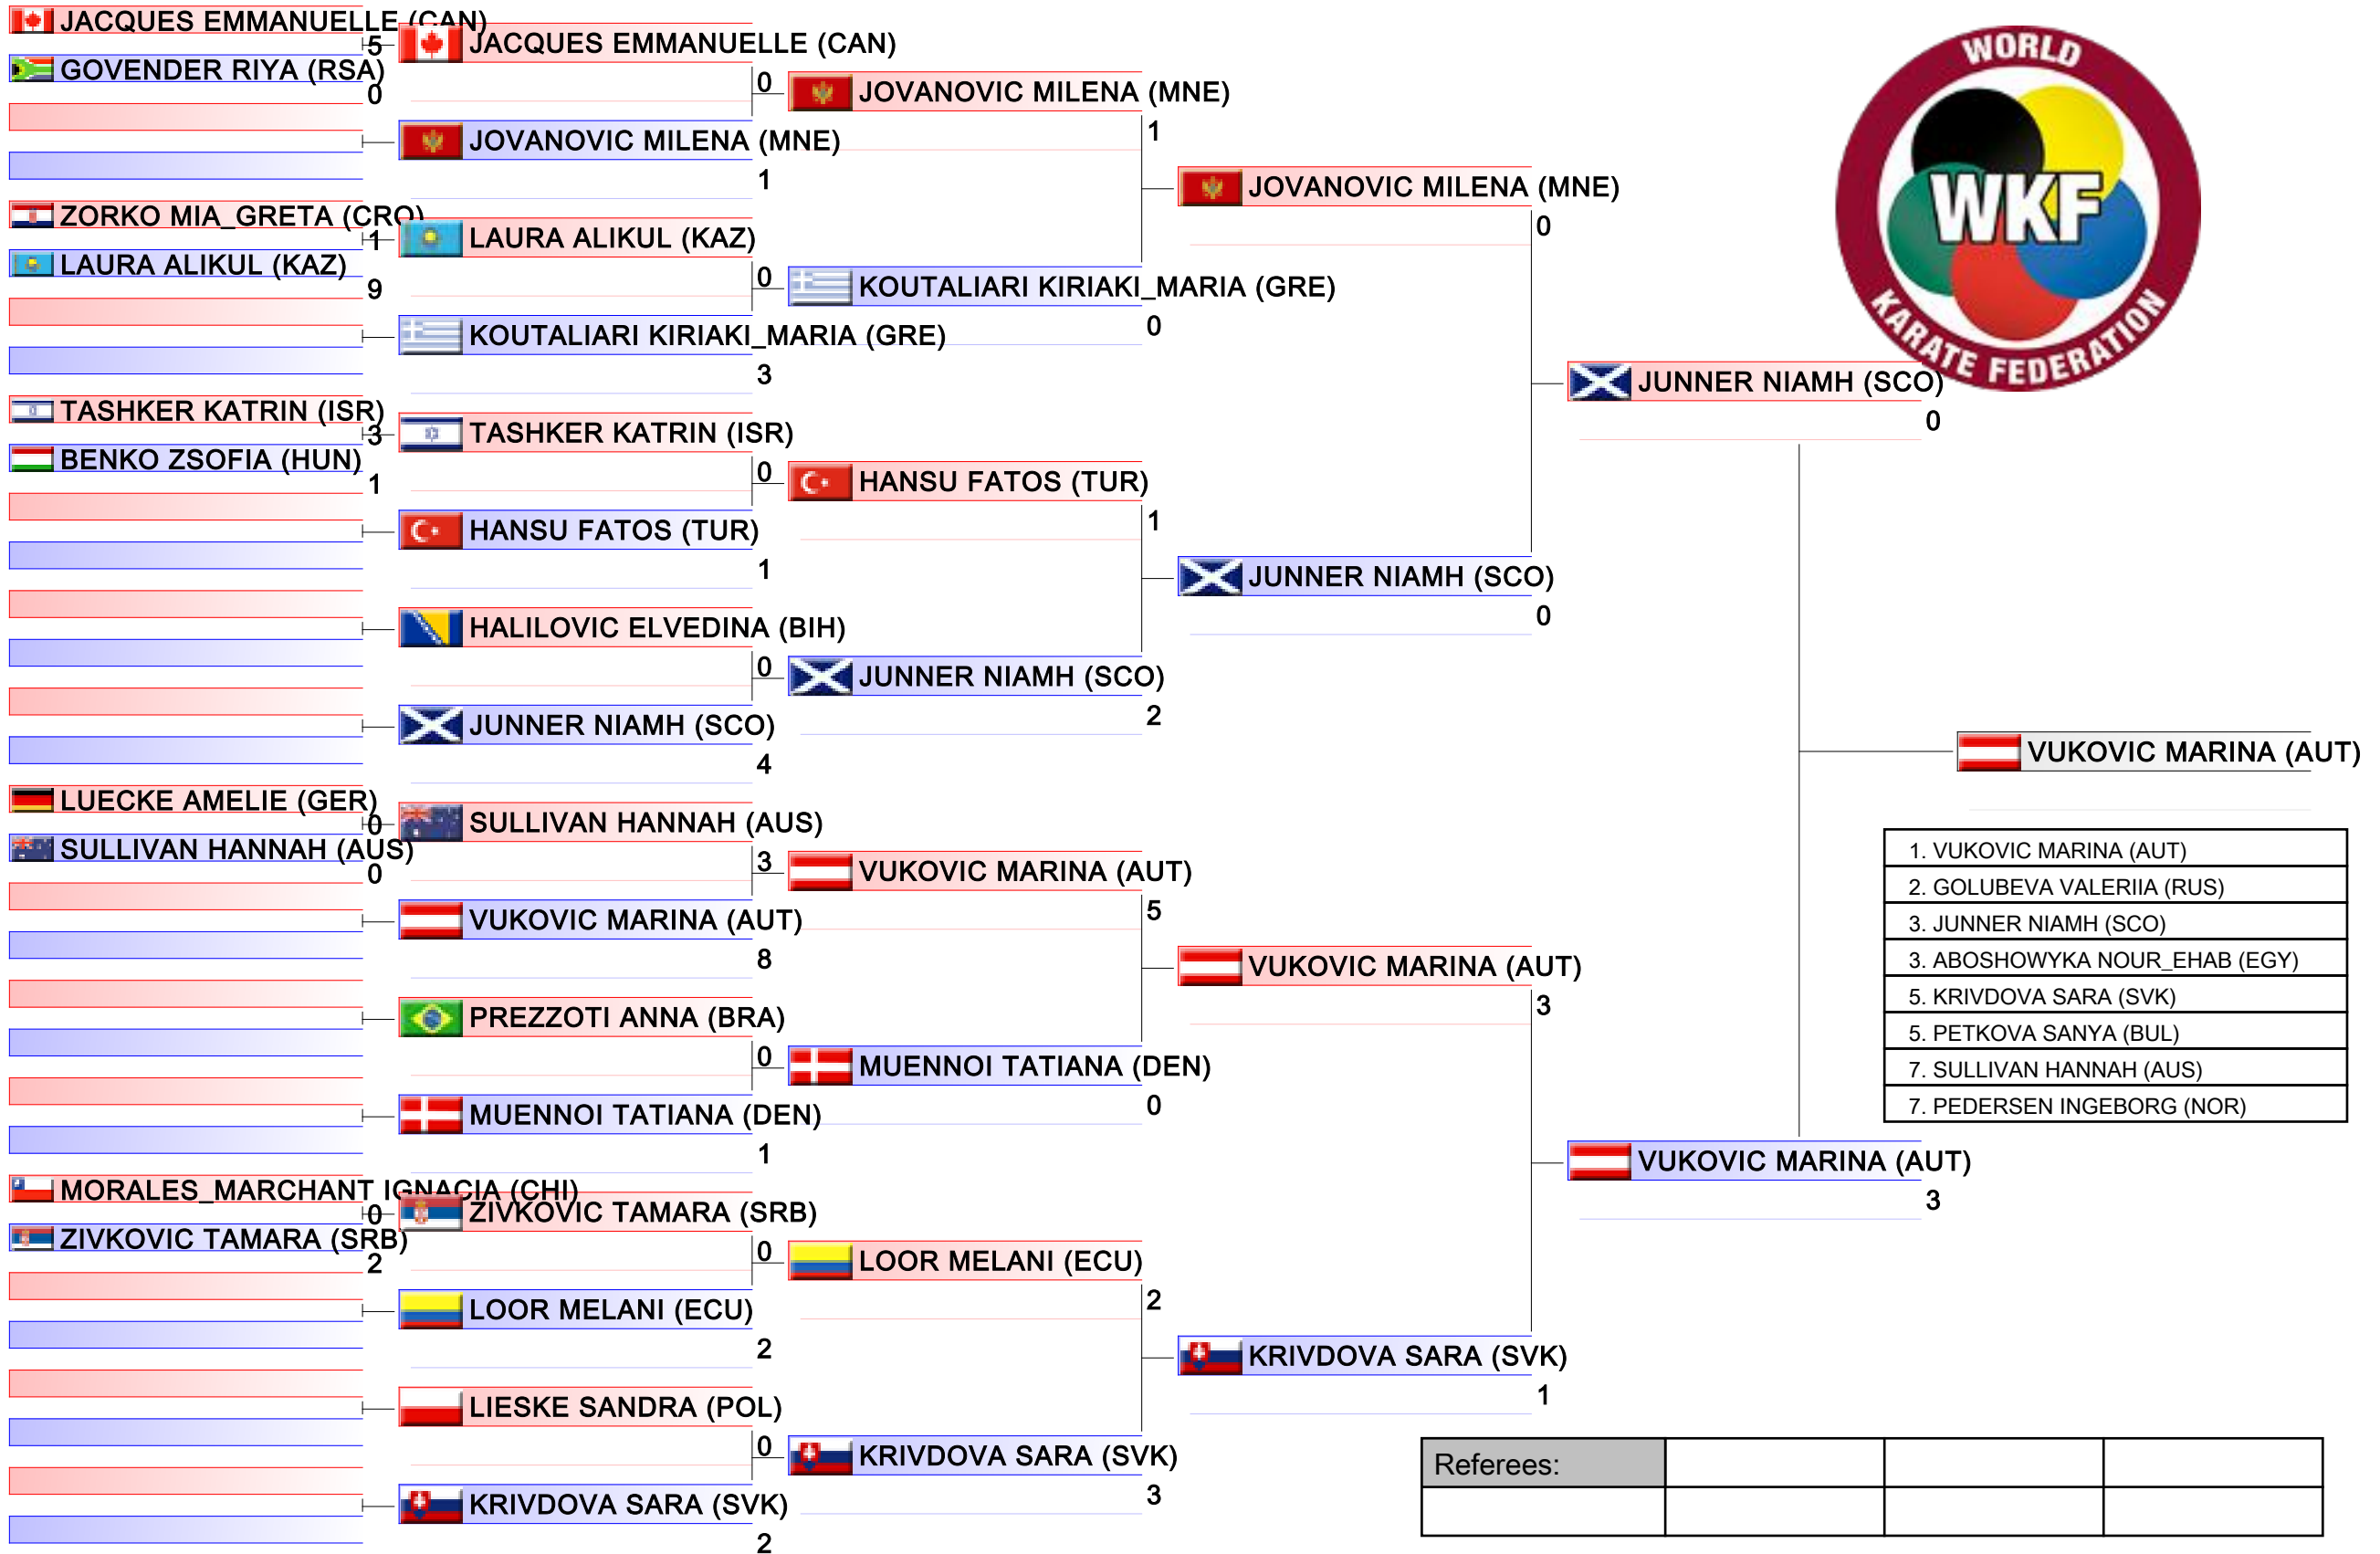 JACQUES EMMANUELLE (CAN)
5
GOVENDER RIYA (RSA)
0
ZORKO MIA_GRETA (CRO)
1
LAURA ALIKUL (KAZ)
9
TASHKER KATRIN (ISR)
3
BENKO ZSOFIA (HUN)
1
LUECKE AMELIE (GER)
0
SULLIVAN HANNAH (AUS)
0
MORALES_MARCHANT IGNACIA (CHI)
0
ZIVKOVIC TAMARA (SRB)
2
JACQUES EMMANUELLE (CAN)
0
JOVANOVIC MILENA (MNE)
1
LAURA ALIKUL (KAZ)
0
KOUTALIARI KIRIAKI_MARIA (GRE)
3
TASHKER KATRIN (ISR)
0
HANSU FATOS (TUR)
1
HALILOVIC ELVEDINA (BIH)
0
JUNNER NIAMH (SCO)
4
SULLIVAN HANNAH (AUS)
3
VUKOVIC MARINA (AUT)
8
PREZZOTI ANNA (BRA)
0
MUENNOI TATIANA (DEN)
1
ZIVKOVIC TAMARA (SRB)
0
LOOR MELANI (ECU)
2
LIESKE SANDRA (POL)
0
KRIVDOVA SARA (SVK)
2
JOVANOVIC MILENA (MNE)
1
KOUTALIARI KIRIAKI_MARIA (GRE)
0
HANSU FATOS (TUR)
1
JUNNER NIAMH (SCO)
2
VUKOVIC MARINA (AUT)
5
MUENNOI TATIANA (DEN)
0
LOOR MELANI (ECU)
2
KRIVDOVA SARA (SVK)
3
JOVANOVIC MILENA (MNE)
0
JUNNER NIAMH (SCO)
0
VUKOVIC MARINA (AUT)
3
KRIVDOVA SARA (SVK)
1
JUNNER NIAMH (SCO)
0
VUKOVIC MARINA (AUT)
3
VUKOVIC MARINA (AUT)
WORLD
WKF
KARATE FEDERATION
1. VUKOVIC MARINA (AUT)
2. GOLUBEVA VALERIIA (RUS)
3. JUNNER NIAMH (SCO)
3. ABOSHOWYKA NOUR_EHAB (EGY)
5. KRIVDOVA SARA (SVK)
5. PETKOVA SANYA (BUL)
7. SULLIVAN HANNAH (AUS)
7. PEDERSEN INGEBORG (NOR)
Referees: